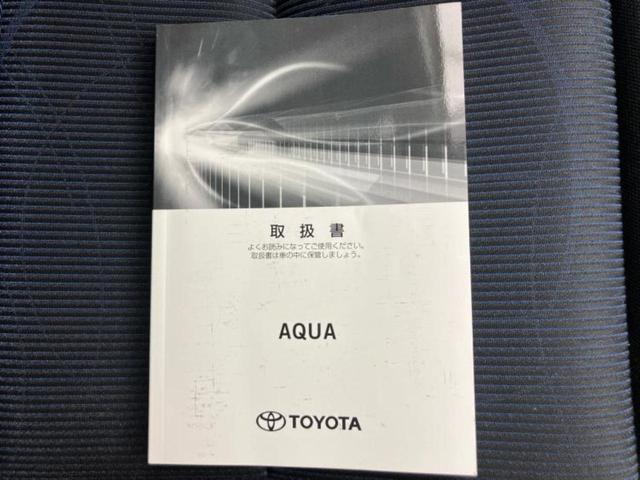 取扱書
よくお読みになってご使用ください。
取扱書は車の中に保管しましょう。
AQUA
TOYOTA